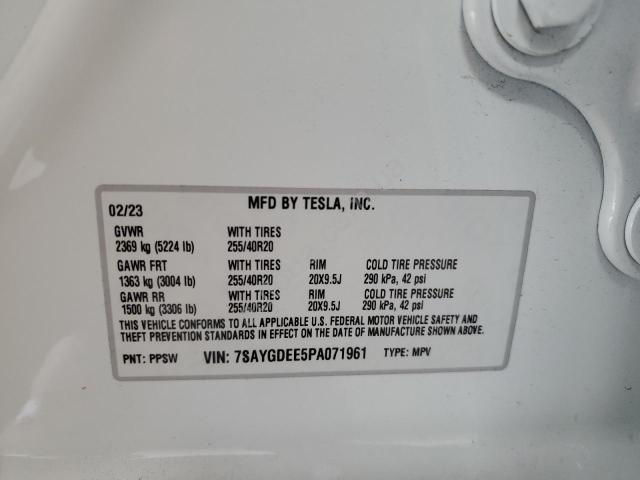 02/23 MFD BY TESLA, INC.
GVWR WITH TIRES
2369 kg (5224 lb) 255/40R20
GAWR FRT WITH TIRES RIM COLD TIRE PRESSURE
1363 kg (3004 lb) 255/40R20 20X9.5J 290 kPa, 42 psi
GAWR RR WITH TIRES RIM COLD TIRE PRESSURE
1500 kg (3306 lb) 255/40R20 20X9.5J 290 kPa, 42 psi
THIS VEHICLE CONFORMS TO ALL APPLICABLE U.S. FEDERAL MOTOR VEHICLE SAFETY AND
THEFT PREVENTION STANDARDS IN EFFECT ON THE DATE OF MANUFACTURE SHOWN ABOVE.
PNT: PPSW VIN: 7SAYGDEE5PA071961 TYPE: MPV